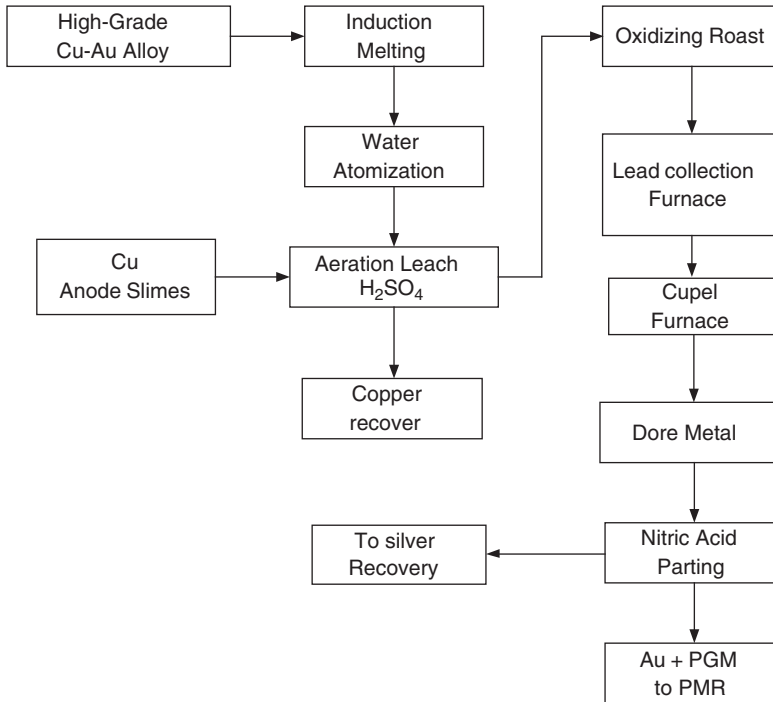 High-Grade
Cu-Au Alloy
Induction
Melting
Oxidizing Roast
Water
Atomization
Lead collection
Furnace
Cu
Anode Slimes
Aeration Leach
H₂SO₄
Cupel
Furnace
Copper
recover
Dore Metal
To silver
Recovery
Nitric Acid
Parting
Au + PGM
to PMR